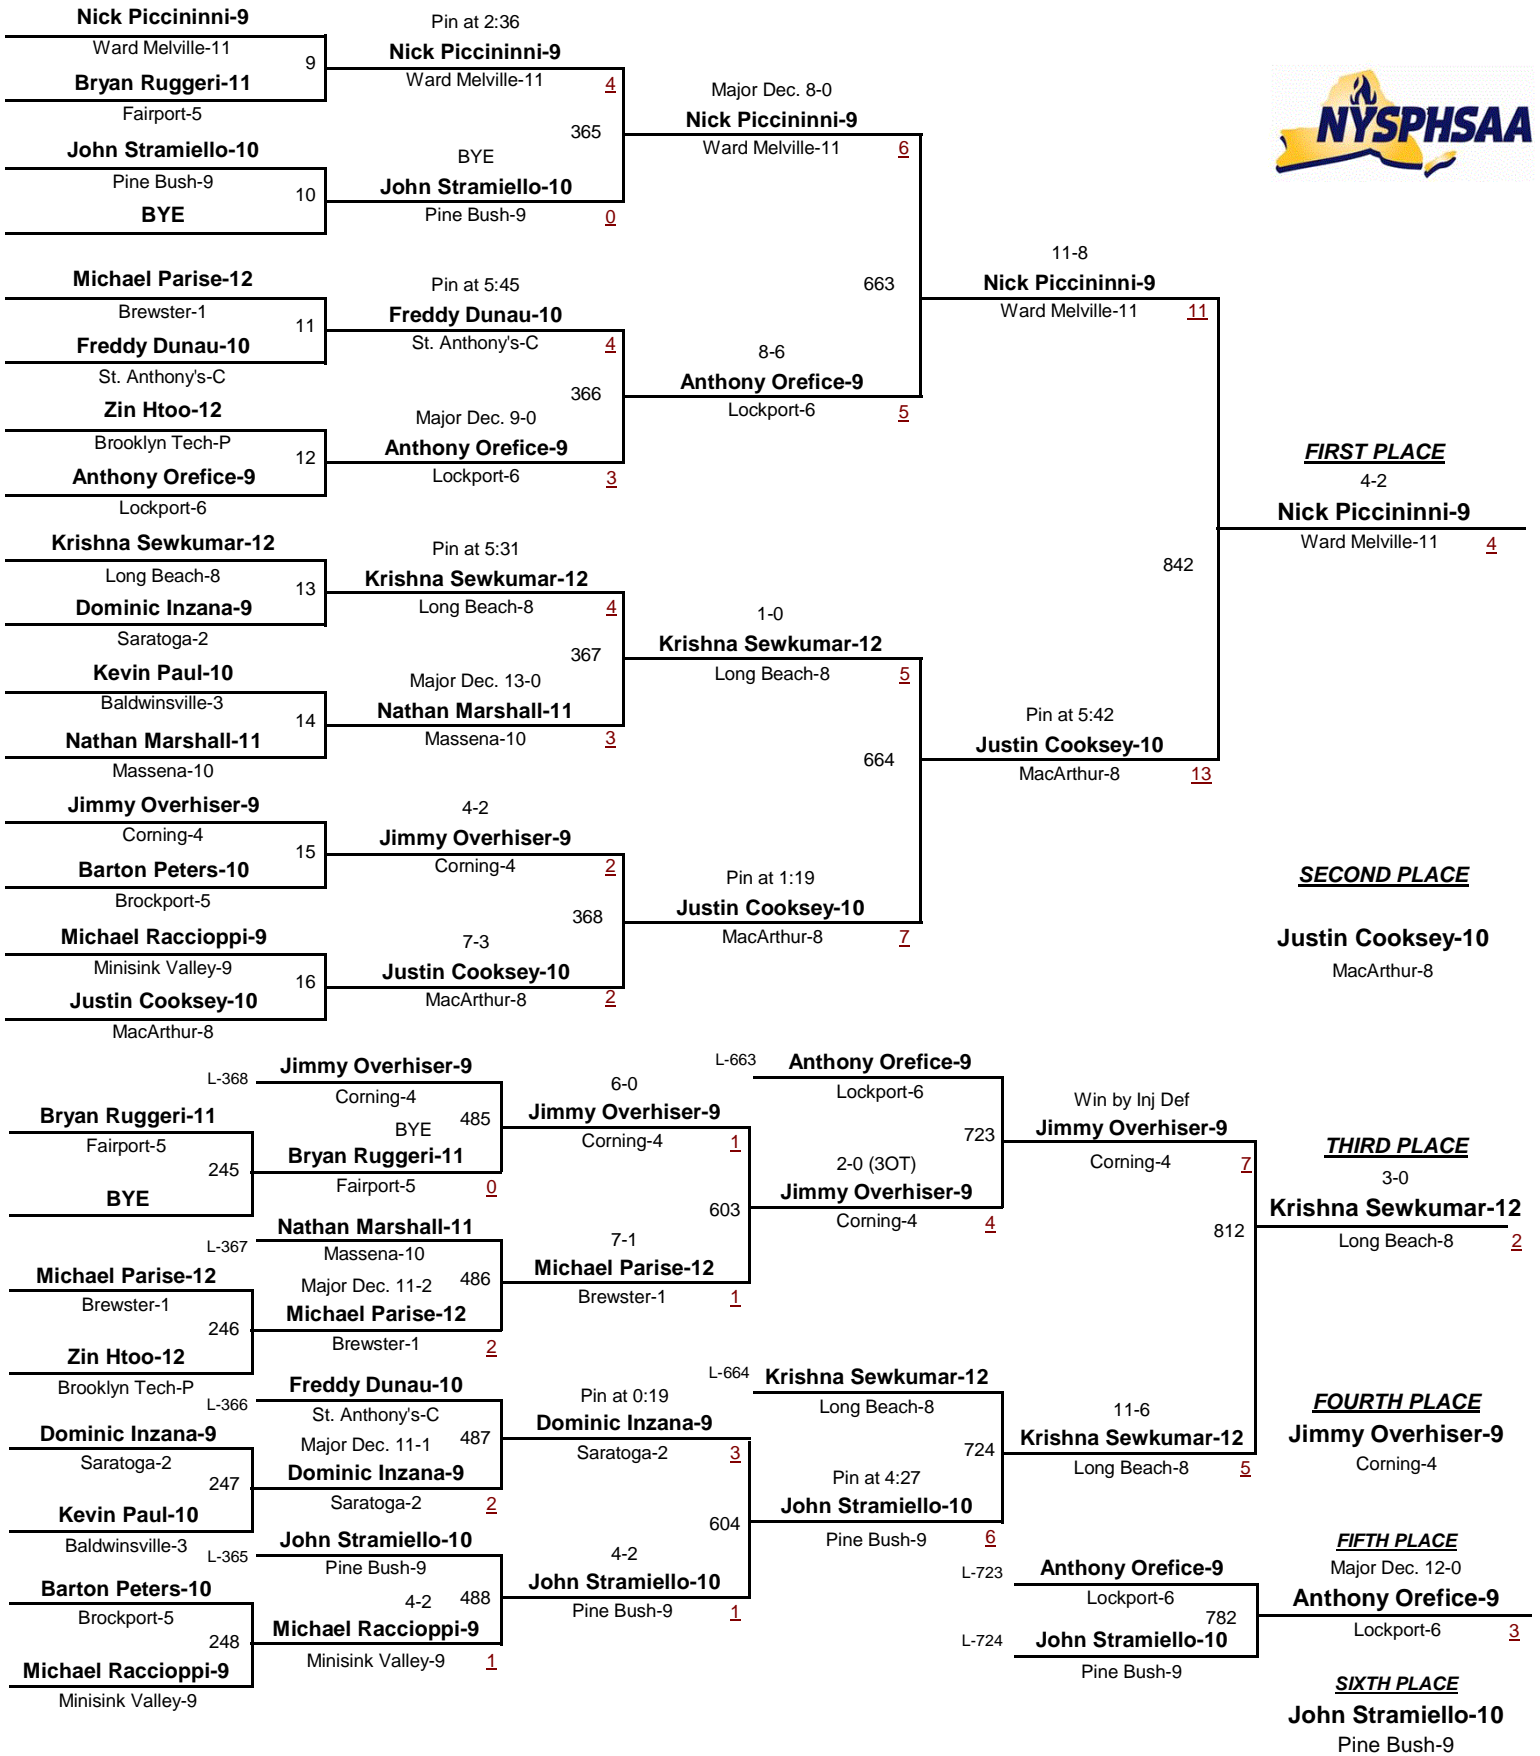 Nick Piccininni-9
Ward Melville-11
9
Bryan Ruggeri-11
Fairport-5
John Stramiello-10
Pine Bush-9
10
BYE
Michael Parise-12
Brewster-1
11
Freddy Dunau-10
St. Anthony's-C
Zin Htoo-12
Brooklyn Tech-P
12
Anthony Orefice-9
Lockport-6
Krishna Sewkumar-12
Long Beach-8
13
Dominic Inzana-9
Saratoga-2
Kevin Paul-10
Baldwinsville-3
14
Nathan Marshall-11
Massena-10
Jimmy Overhiser-9
Corning-4
15
Barton Peters-10
Brockport-5
Michael Raccioppi-9
Minisink Valley-9
16
Justin Cooksey-10
MacArthur-8
Pin at 2:36
Nick Piccininni-9
Ward Melville-11 4
365
BYE
John Stramiello-10
Pine Bush-9 0
Pin at 5:45
Freddy Dunau-10
St. Anthony's-C 4
366
Major Dec. 9-0
Anthony Orefice-9
Lockport-6 3
Pin at 5:31
Krishna Sewkumar-12
Long Beach-8 4
367
Major Dec. 13-0
Nathan Marshall-11
Massena-10 3
4-2
Jimmy Overhiser-9
Corning-4 2
368
7-3
Justin Cooksey-10
MacArthur-8 2
Major Dec. 8-0
Nick Piccininni-9
Ward Melville-11 6
663
8-6
Anthony Orefice-9
Lockport-6 5
1-0
Krishna Sewkumar-12
Long Beach-8 5
664
Pin at 1:19
Justin Cooksey-10
MacArthur-8 7
11-8
Nick Piccininni-9
Ward Melville-11 11
842
Pin at 5:42
Justin Cooksey-10
MacArthur-8 13
NYSPHSAA
FIRST PLACE
4-2
Nick Piccininni-9
Ward Melville-11 4
SECOND PLACE
Justin Cooksey-10
MacArthur-8
L-368
Jimmy Overhiser-9
Corning-4
485
Bryan Ruggeri-11
Fairport-5
245
BYE
BYE
Bryan Ruggeri-11
Fairport-5 0
L-367
Nathan Marshall-11
Massena-10
486
Michael Parise-12
Brewster-1
246
Zin Htoo-12
Brooklyn Tech-P
Major Dec. 11-2
Michael Parise-12
Brewster-1 2
L-366
Freddy Dunau-10
St. Anthony's-C
487
Dominic Inzana-9
Saratoga-2
247
Kevin Paul-10
Baldwinsville-3
Major Dec. 11-1
Dominic Inzana-9
Saratoga-2 2
L-365
John Stramiello-10
Pine Bush-9
488
Barton Peters-10
Brockport-5
248
Michael Raccioppi-9
Minisink Valley-9
4-2
Michael Raccioppi-9
Minisink Valley-9 1
6-0
Jimmy Overhiser-9
Corning-4 1
603
7-1
Michael Parise-12
Brewster-1 1
Pin at 0:19
Dominic Inzana-9
Saratoga-2 3
604
4-2
John Stramiello-10
Pine Bush-9 1
L-663
Anthony Orefice-9
Lockport-6
723
2-0 (3OT)
Jimmy Overhiser-9
Corning-4 4
L-664
Krishna Sewkumar-12
Long Beach-8
724
Pin at 4:27
John Stramiello-10
Pine Bush-9 6
Win by Inj Def
Jimmy Overhiser-9
Corning-4 7
812
11-6
Krishna Sewkumar-12
Long Beach-8 5
L-723
Anthony Orefice-9
Lockport-6
782
L-724
John Stramiello-10
Pine Bush-9
THIRD PLACE
3-0
Krishna Sewkumar-12
Long Beach-8 2
FOURTH PLACE
Jimmy Overhiser-9
Corning-4
FIFTH PLACE
Major Dec. 12-0
Anthony Orefice-9
Lockport-6 3
SIXTH PLACE
John Stramiello-10
Pine Bush-9